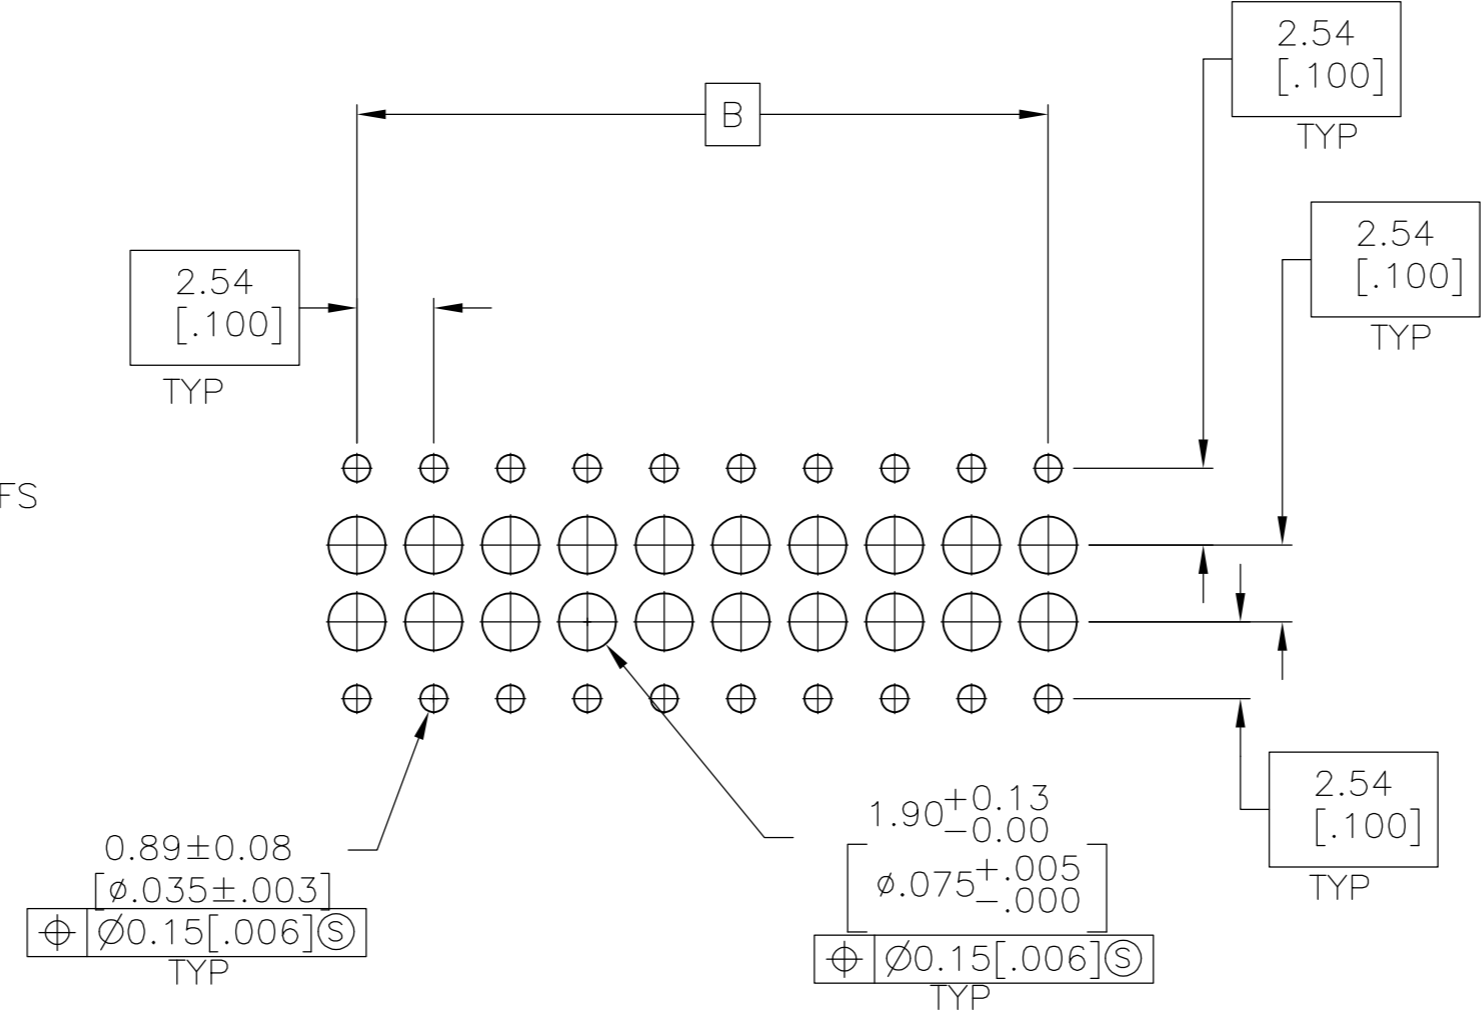 2.54
[.100]
TYP
B
2.54
[.100]
TYP
2.54
[.100]
TYP
FS
2.54
[.100]
TYP
0.89±0.08
[ø.035±.003]
⌖ Ø0.15[.006]Ⓢ
TYP
1.90+0.13
-0.00
[ø.075+.005
-.000]
⌖ Ø0.15[.006]Ⓢ
TYP